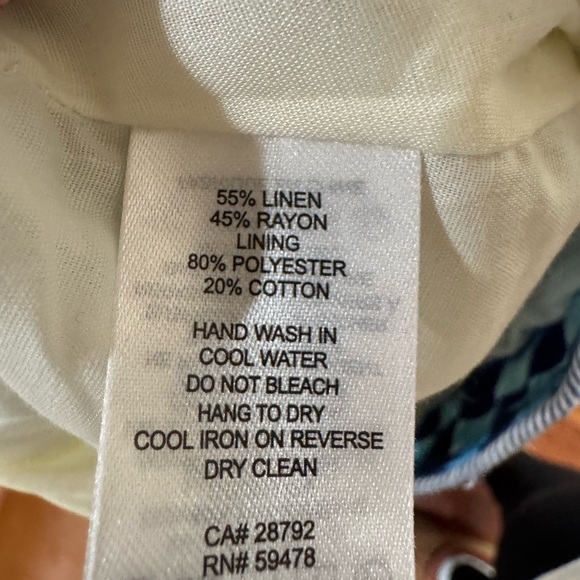 55% LINEN
45% RAYON
LINING
80% POLYESTER
20% COTTON
HAND WASH IN
COOL WATER
DO NOT BLEACH
HANG TO DRY
COOL IRON ON REVERSE
DRY CLEAN
CA# 28792
RN# 59478